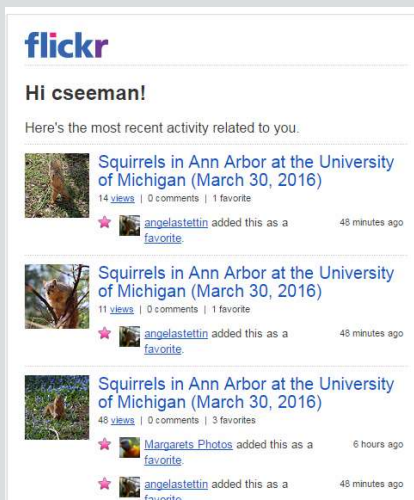 flickr
Hi cseeman!
Here's the most recent activity related to you.
Squirrels in Ann Arbor at the University
of Michigan (March 30, 2016)
14 views | 0 comments | 1 favorite
angelastettin added this as a 48 minutes ago
favorite.
Squirrels in Ann Arbor at the University
of Michigan (March 30, 2016)
11 views | 0 comments | 1 favorite
angelastettin added this as a 48 minutes ago
favorite.
Squirrels in Ann Arbor at the University
of Michigan (March 30, 2016)
48 views | 0 comments | 3 favorites
Margarets Photos added this as a 6 hours ago
favorite.
angelastettin added this as a 48 minutes ago
favorite.